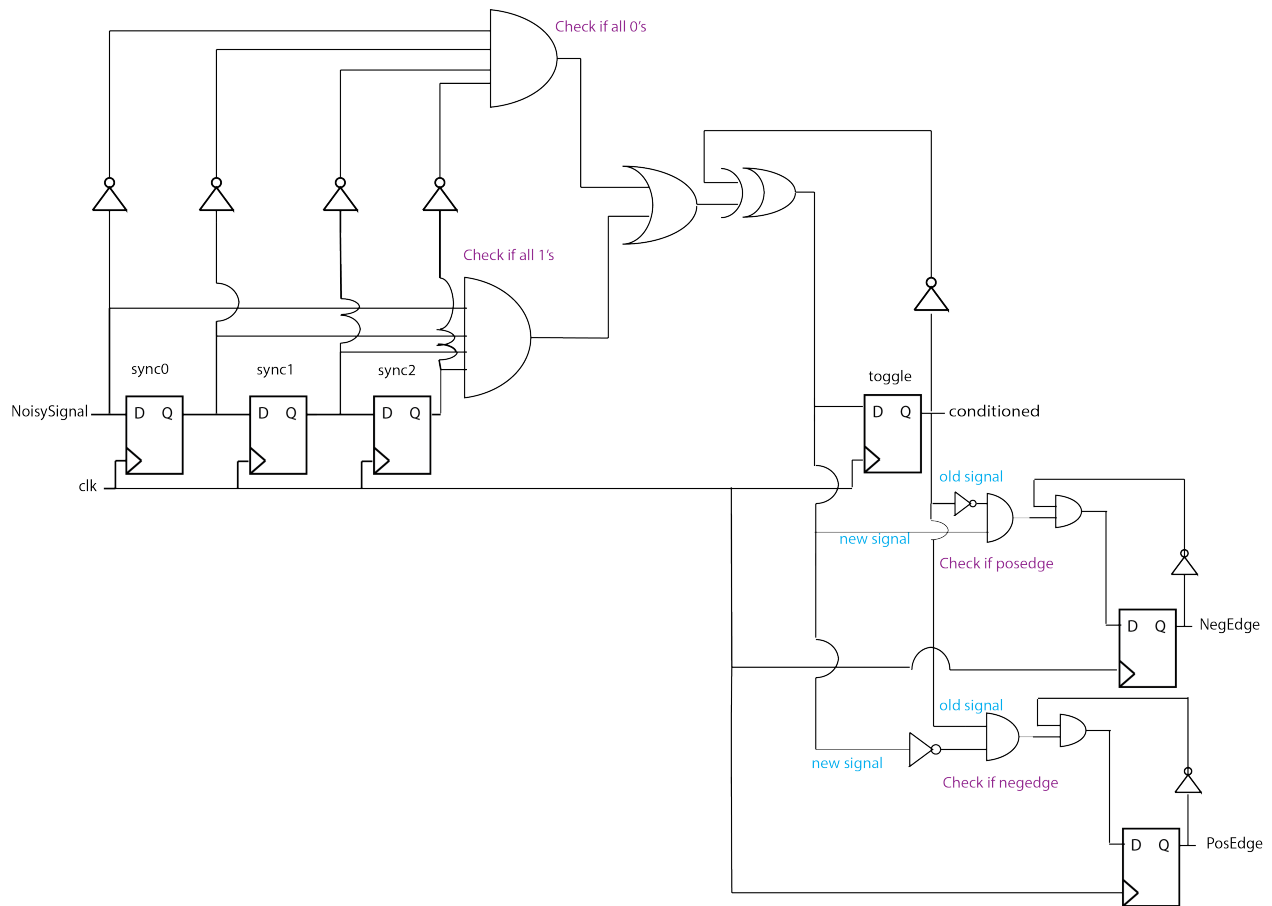 Check if all 0's
Check if all 1's
sync0
sync1
sync2
toggle
D Q
D Q
D Q
D Q
NoisySignal
conditioned
clk
old signal
new signal
Check if posedge
D Q
NegEdge
old signal
new signal
Check if negedge
D Q
PosEdge